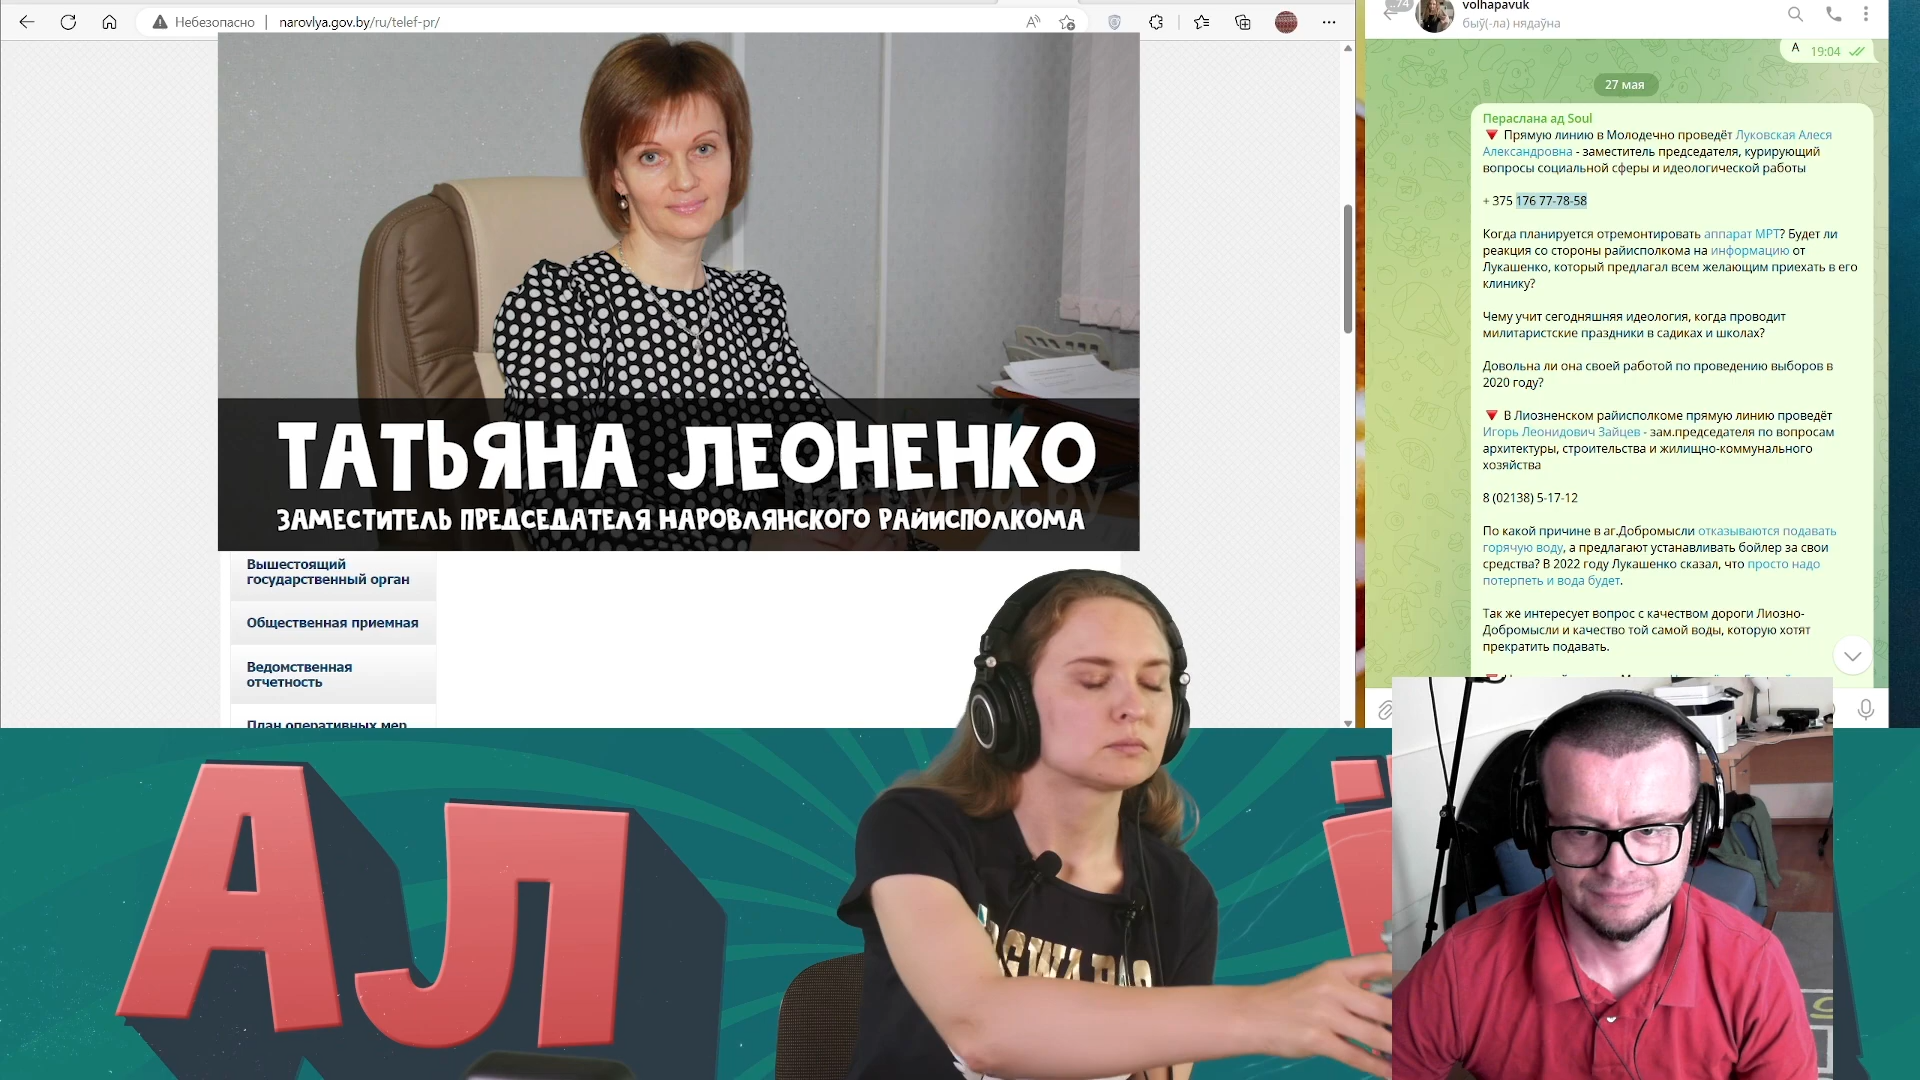 Небезопасно | narovlya.gov.by/ru/telef-pr/
ТАТЬЯНА ЛЕОНЕНКО
ЗАМЕСТИТЕЛЬ ПРЕДСЕДАТЕЛЯ НАРОВЛЯНСКОГО РАЙИСПОЛКОМА
Вышестоящий
государственный орган
Общественная приемная
Ведомственная
отчетность
План оперативных мер
АЛ
volhapavuk
быў(-ла) нядаўна
А 19:04
27 мая
Пераслана ад Soul
Прямую линию в Молодечно проведёт Луковская Алеся
Александровна - заместитель председателя, курирующий
вопросы социальной сферы и идеологической работы
+ 375 176 77-78-58
Когда планируется отремонтировать аппарат МРТ? Будет ли
реакция со стороны райисполкома на информацию от
Лукашенко, который предлагал всем желающим приехать в его
клинику?
Чему учит сегодняшняя идеология, когда проводит
милитаристские праздники в садиках и школах?
Довольна ли она своей работой по проведению выборов в
2020 году?
В Лиозненском райисполкоме прямую линию проведёт
Игорь Леонидович Зайцев - зам.председателя по вопросам
архитектуры, строительства и жилищно-коммунального
хозяйства
8 (02138) 5-17-12
По какой причине в аг.Добромысли отказываются подавать
горячую воду, а предлагают устанавливать бойлер за свои
средства? В 2022 году Лукашенко сказал, что просто надо
потерпеть и вода будет.
Так же интересует вопрос с качеством дороги Лиозно-
Добромысли и качество той самой воды, которую хотят
прекратить подавать.